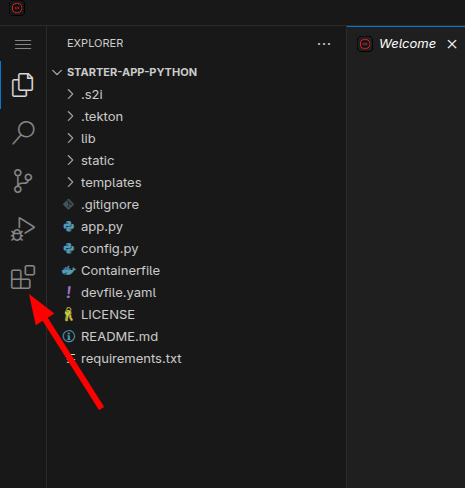 EXPLORER
Welcome
STARTER-APP-PYTHON
.s2i
.tekton
lib
static
templates
.gitignore
app.py
config.py
Containerfile
devfile.yaml
LICENSE
README.md
requirements.txt